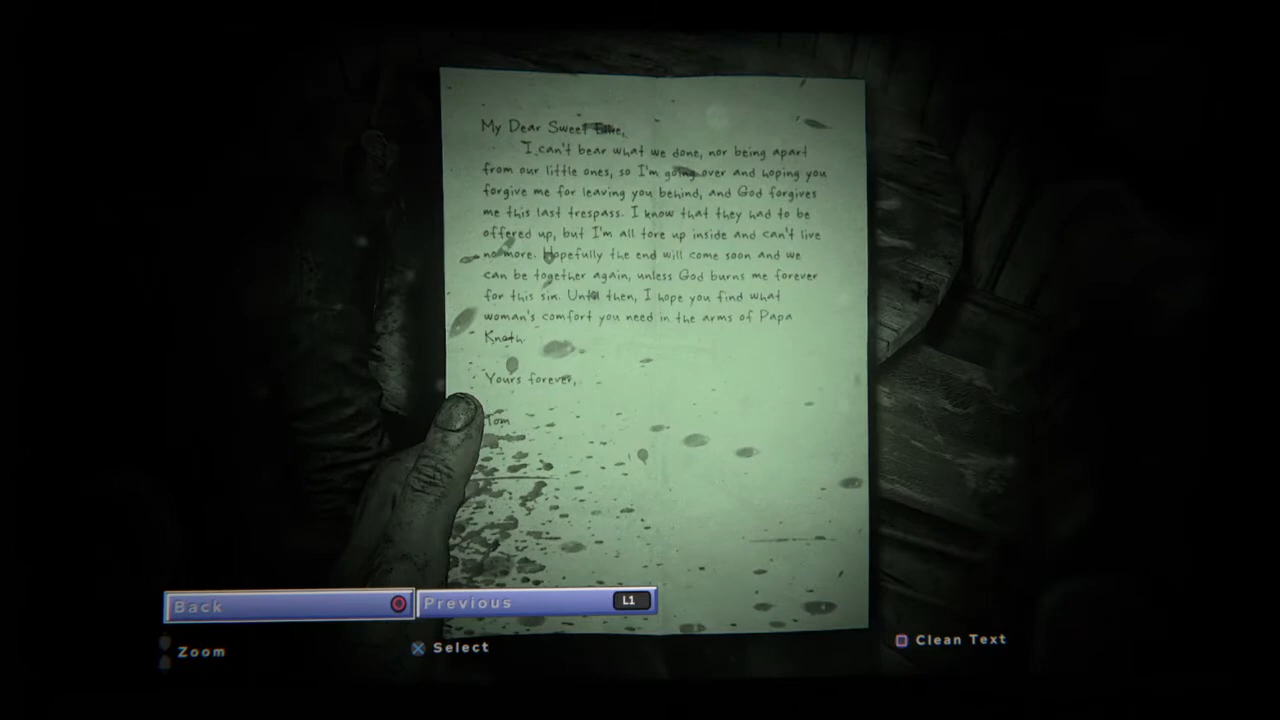 My Dear Sweet Ellie,
I can't bear what we done, nor being apart
from our little ones, so I'm going over and hoping you
forgive me for leaving you behind, and God forgives
me this last trespass. I know that they had to be
offered up, but I'm all tore up inside and can't live
no more. Hopefully the end will come soon and we
can be together again, unless God burns me forever
for this sin. Until then, I hope you find what
woman's comfort you need in the arms of Papa
Knoth.
Yours forever,
Tom
Back
Previous L1
Zoom
Select
Clean Text